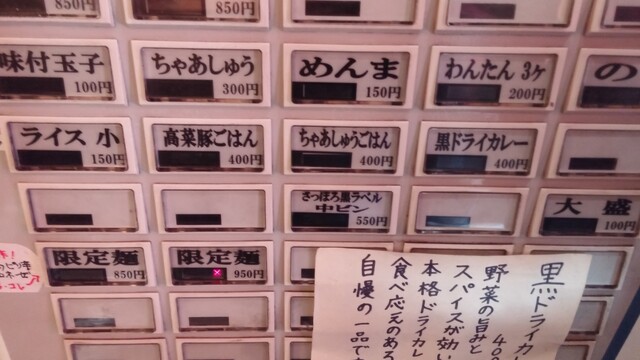 850円
850円
味付玉子
100円
ちゃあしゅう
300円
めんま
150円
わんたん 3ヶ
200円
の
ライス 小
150円
高菜豚ごはん
400円
ちゃあしゅうごはん
400円
黒ドライカレー
400円
さっぽろ黒ラベル
中ビン
550円
大盛
100円
限定麺
850円
限定麺
950円
黒ドライカ
400
野菜の旨みと
スパイスが効い
本格ドライカレ
食べ応えのある
自慢の一品で